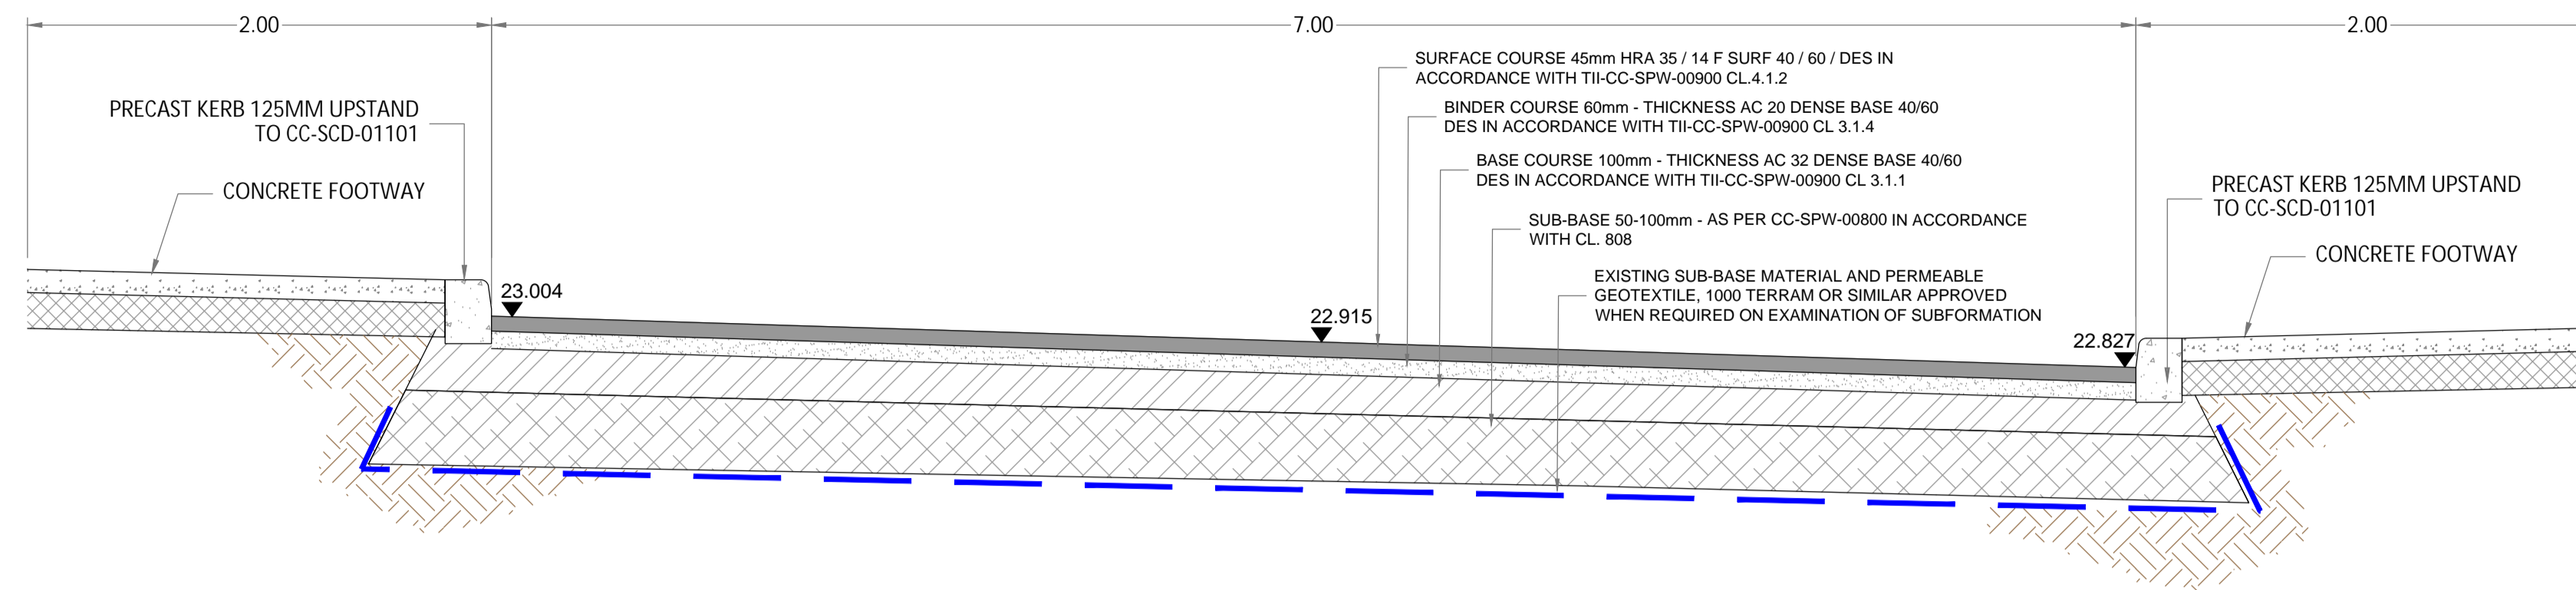 2.00
7.00
2.00
SURFACE COURSE 45mm HRA 35 / 14 F SURF 40 / 60 / DES IN
ACCORDANCE WITH TII-CC-SPW-00900 CL.4.1.2
PRECAST KERB 125MM UPSTAND
TO CC-SCD-01101
BINDER COURSE 60mm - THICKNESS AC 20 DENSE BASE 40/60
DES IN ACCORDANCE WITH TII-CC-SPW-00900 CL 3.1.4
BASE COURSE 100mm - THICKNESS AC 32 DENSE BASE 40/60
DES IN ACCORDANCE WITH TII-CC-SPW-00900 CL 3.1.1
CONCRETE FOOTWAY
PRECAST KERB 125MM UPSTAND
TO CC-SCD-01101
SUB-BASE 50-100mm - AS PER CC-SPW-00800 IN ACCORDANCE
WITH CL. 808
CONCRETE FOOTWAY
EXISTING SUB-BASE MATERIAL AND PERMEABLE
GEOTEXTILE, 1000 TERRAM OR SIMILAR APPROVED
WHEN REQUIRED ON EXAMINATION OF SUBFORMATION
23.004
22.915
22.827